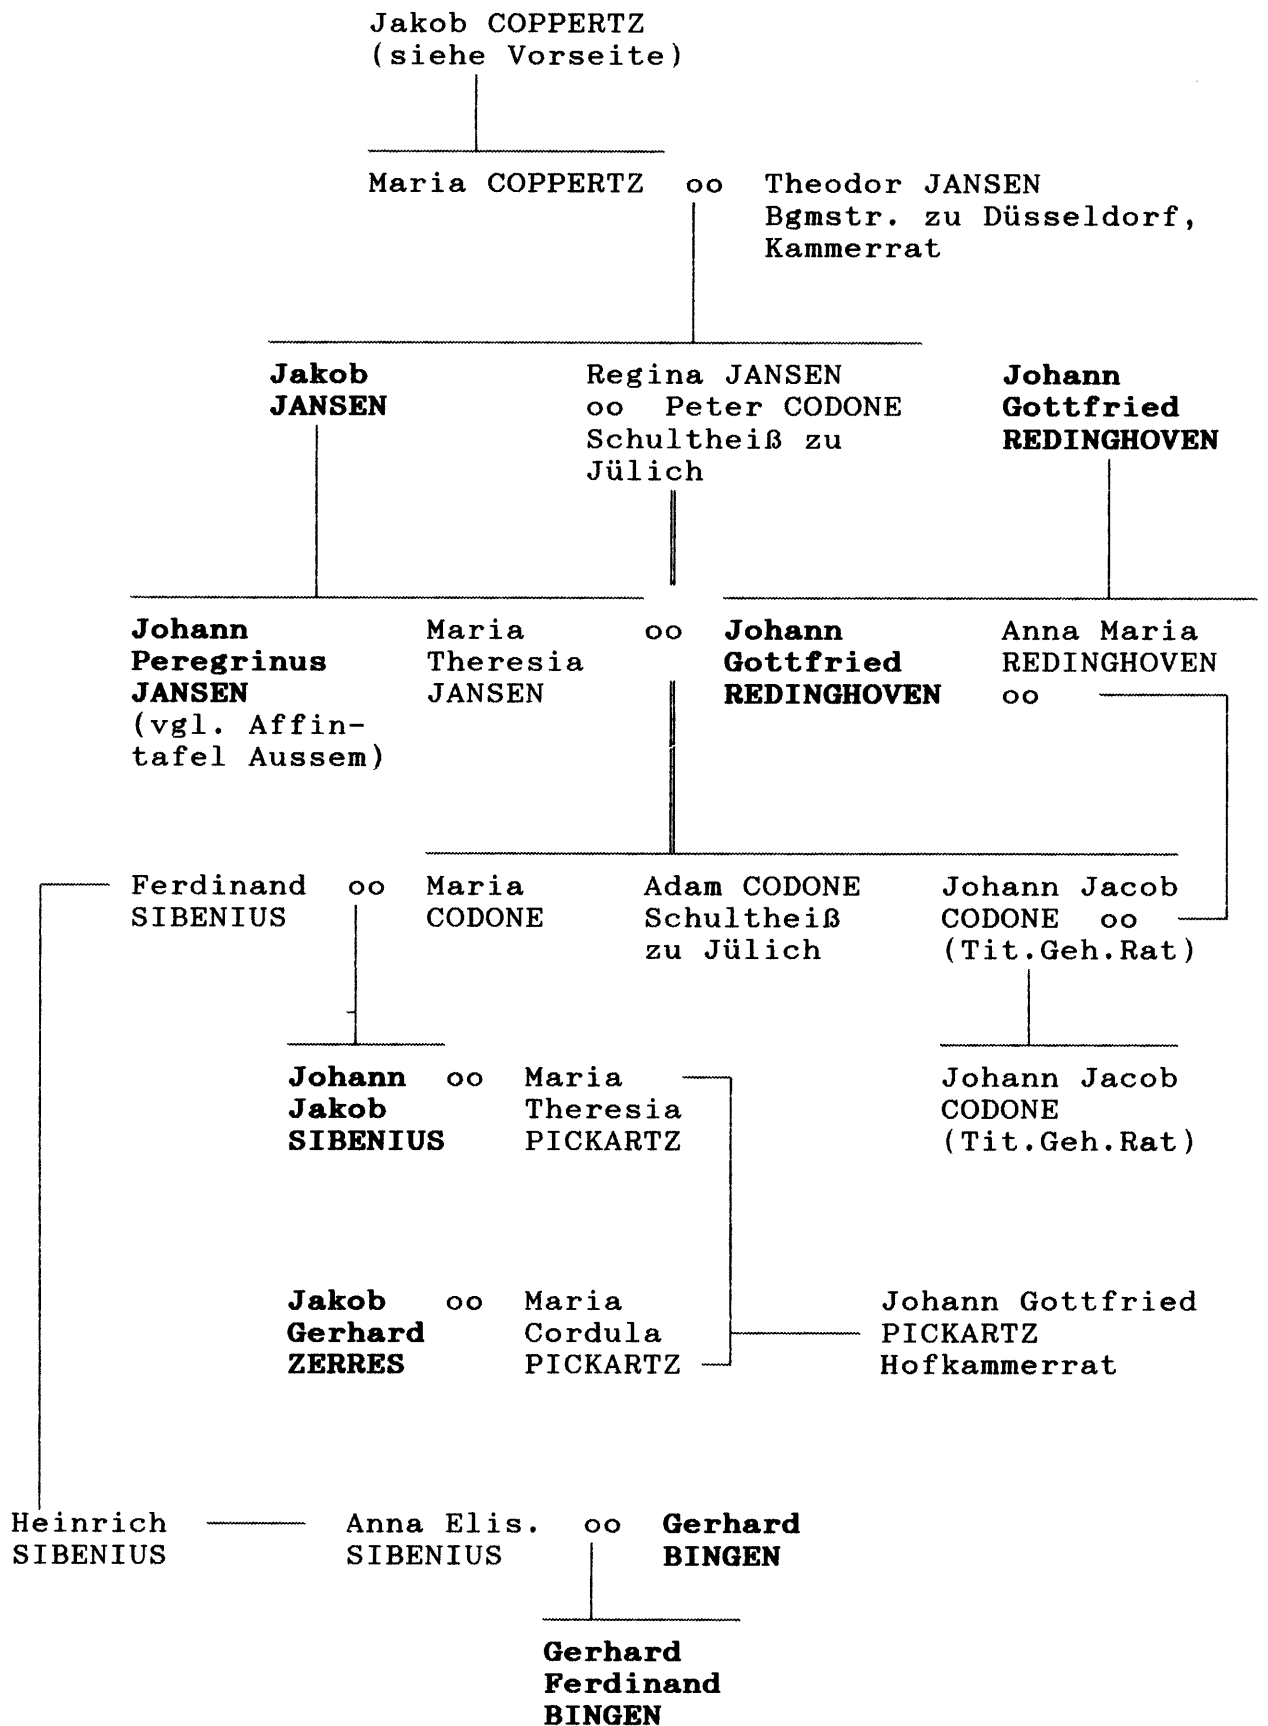 Jakob COPPERTZ
(siehe Vorseite)
Maria COPPERTZ oo Theodor JANSEN
Bgmstr. zu Düsseldorf,
Kammerrat
Jakob
JANSEN
Regina JANSEN
oo Peter CODONE
Schultheiß zu
Jülich
Johann
Gottfried
REDINGHOVEN
Johann
Peregrinus
JANSEN
(vgl. Affin-
tafel Aussem)
Maria
Theresia
JANSEN
oo
Johann
Gottfried
REDINGHOVEN
Anna Maria
REDINGHOVEN
oo
Ferdinand
SIBENIUS
oo
Maria
CODONE
Adam CODONE
Schultheiß
zu Jülich
Johann Jacob
CODONE oo
(Tit.Geh.Rat)
Johann
Jakob
SIBENIUS
oo
Maria
Theresia
PICKARTZ
Johann Jacob
CODONE
(Tit.Geh.Rat)
Jakob
Gerhard
ZERRES
oo
Maria
Cordula
PICKARTZ
Johann Gottfried
PICKARTZ
Hofkammerrat
Heinrich
SIBENIUS
Anna Elis.
SIBENIUS
oo
Gerhard
BINGEN
Gerhard
Ferdinand
BINGEN